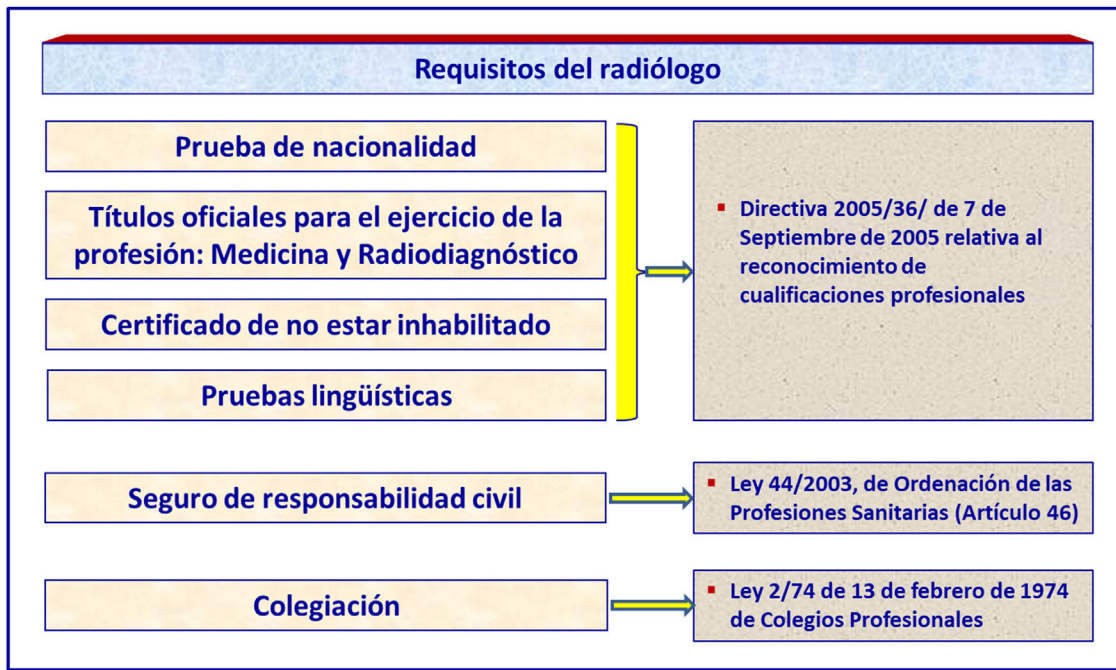 Requisitos del radiólogo
Prueba de nacionalidad
Títulos oficiales para el ejercicio de la
profesión: Medicina y Radiodiagnóstico
Certificado de no estar inhabilitado
Pruebas lingüísticas
▪ Directiva 2005/36/ de 7 de
Septiembre de 2005 relativa al
reconocimiento de
cualificaciones profesionales
Seguro de responsabilidad civil
▪ Ley 44/2003, de Ordenación de las
Profesiones Sanitarias (Artículo 46)
Colegiación
▪ Ley 2/74 de 13 de febrero de 1974
de Colegios Profesionales